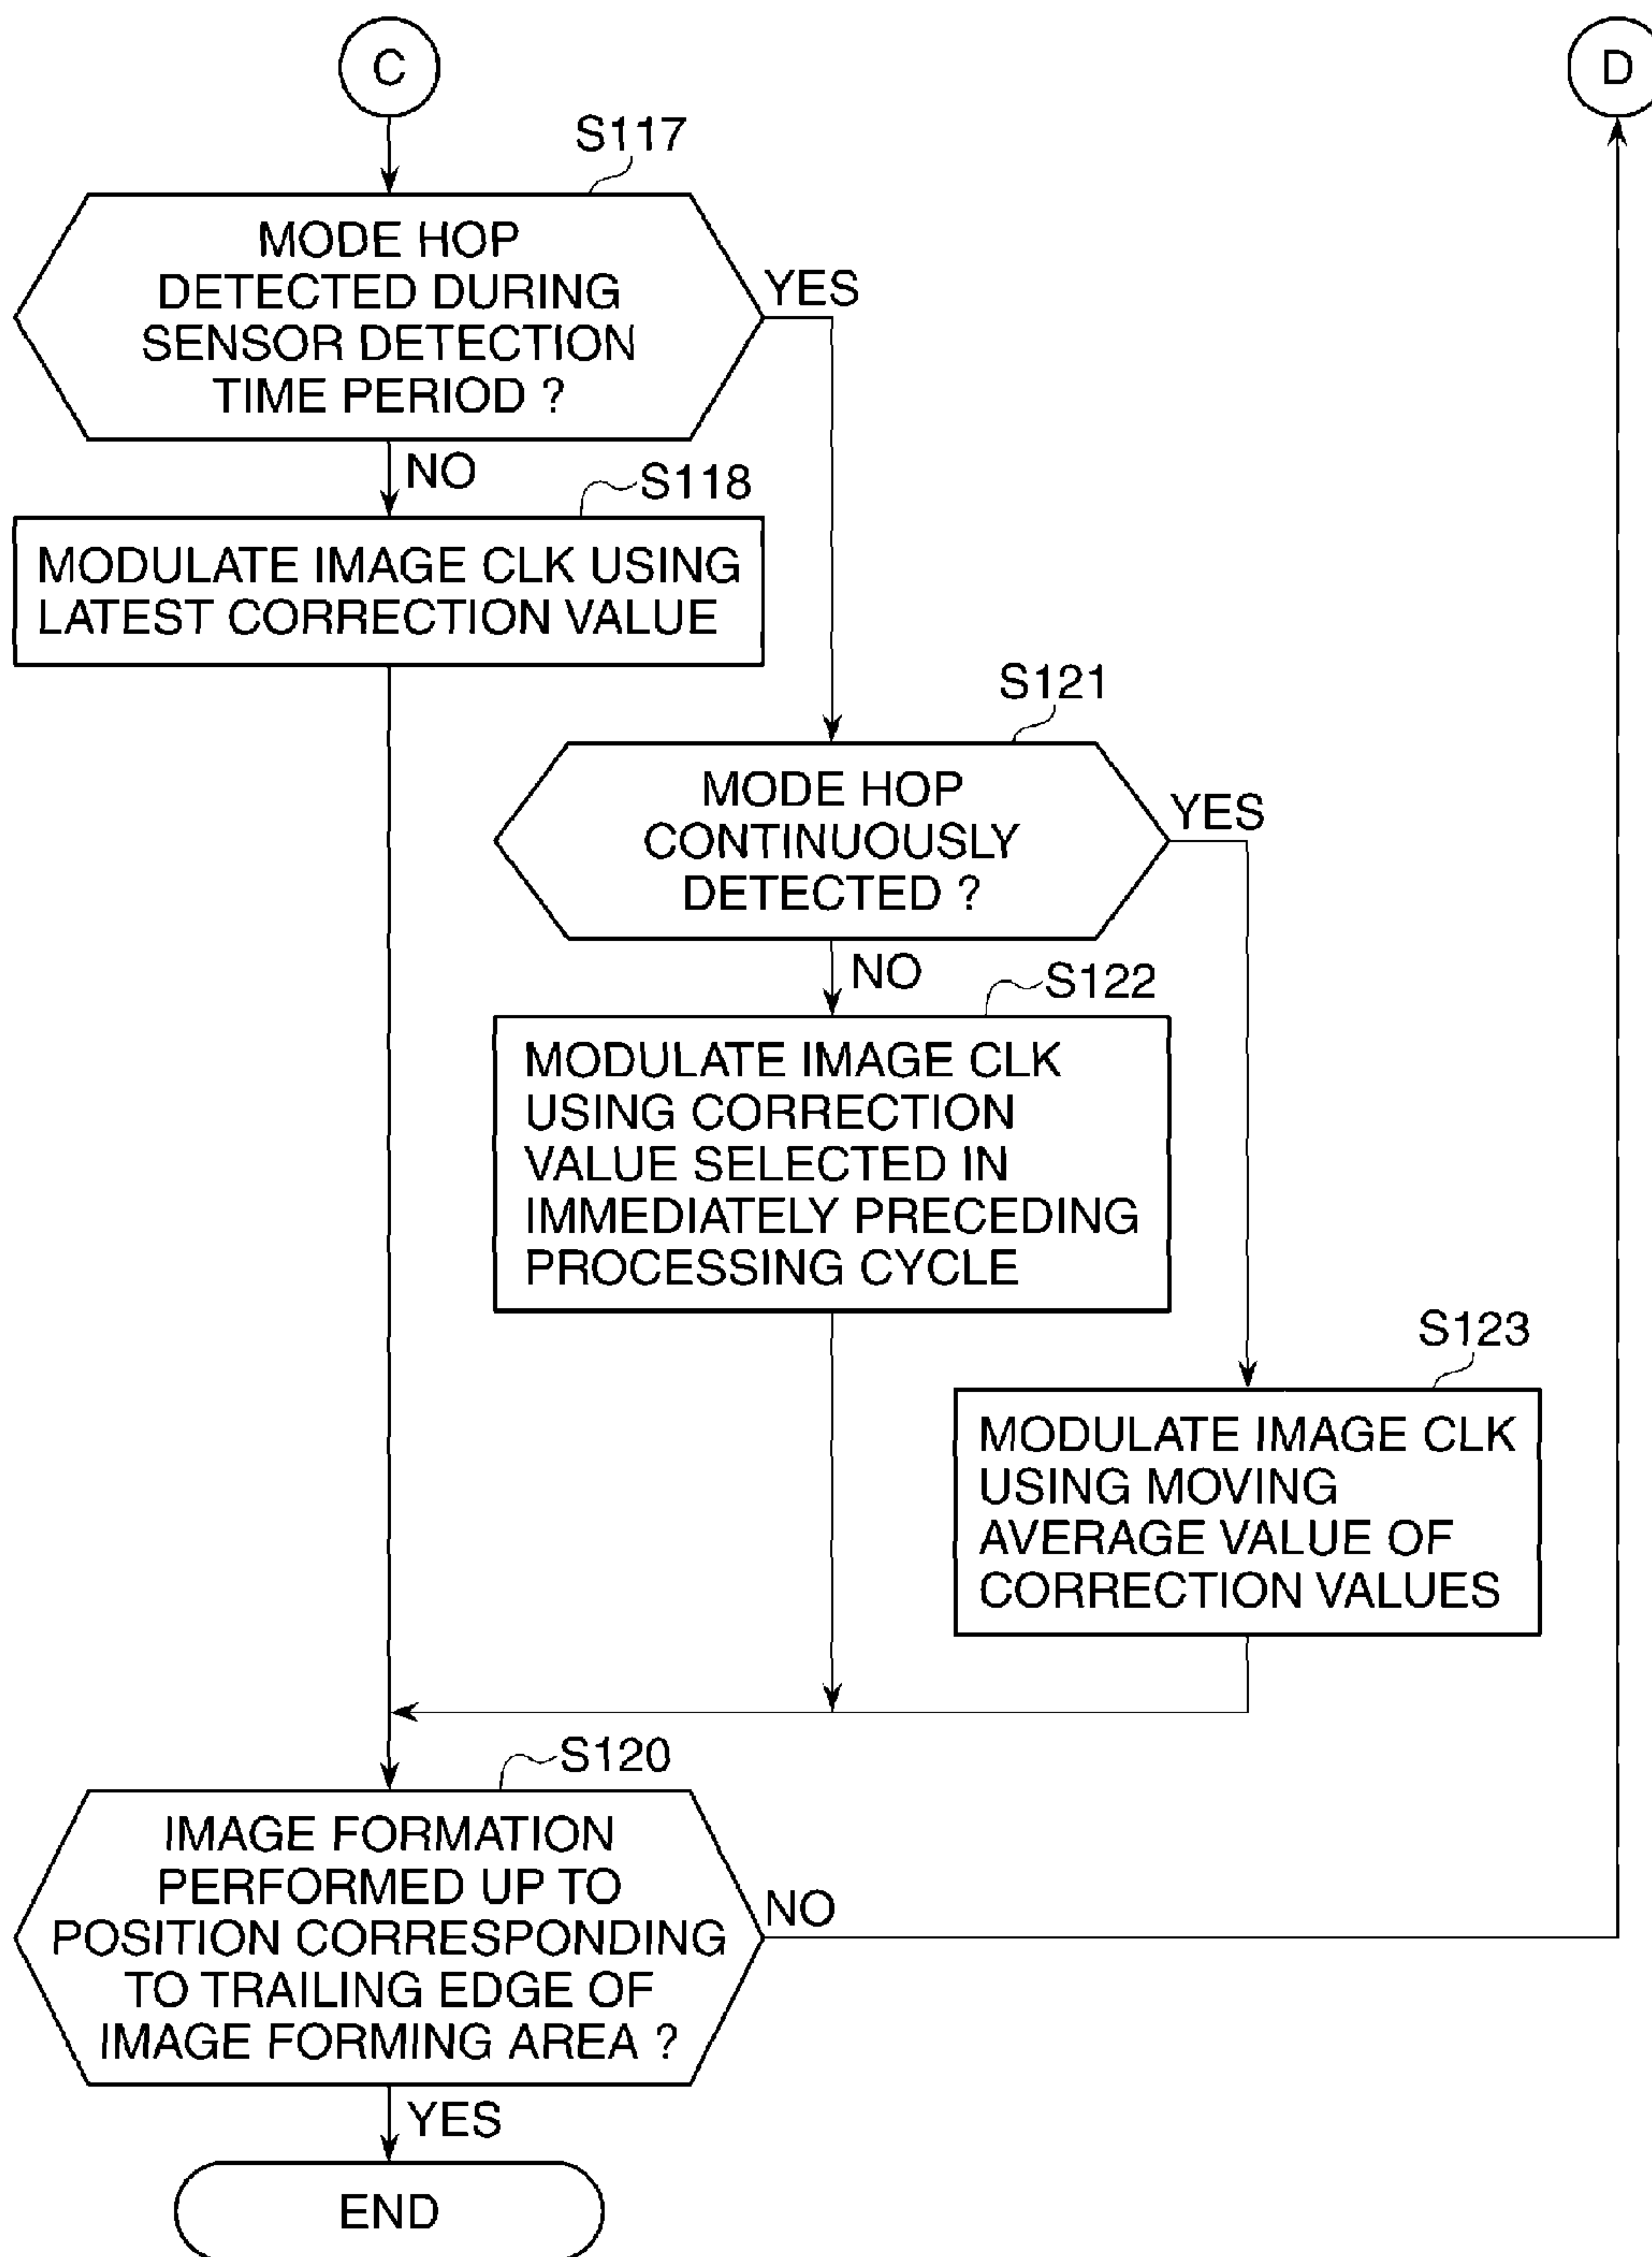 C
D
S117
MODE HOP
DETECTED DURING
SENSOR DETECTION
TIME PERIOD ?
YES
NO
S118
MODULATE IMAGE CLK USING
LATEST CORRECTION VALUE
S121
MODE HOP
CONTINUOUSLY
DETECTED ?
YES
NO
S122
MODULATE IMAGE CLK
USING CORRECTION
VALUE SELECTED IN
IMMEDIATELY PRECEDING
PROCESSING CYCLE
S123
MODULATE IMAGE CLK
USING MOVING
AVERAGE VALUE OF
CORRECTION VALUES
S120
IMAGE FORMATION
PERFORMED UP TO
POSITION CORRESPONDING
TO TRAILING EDGE OF
IMAGE FORMING AREA ?
NO
YES
END